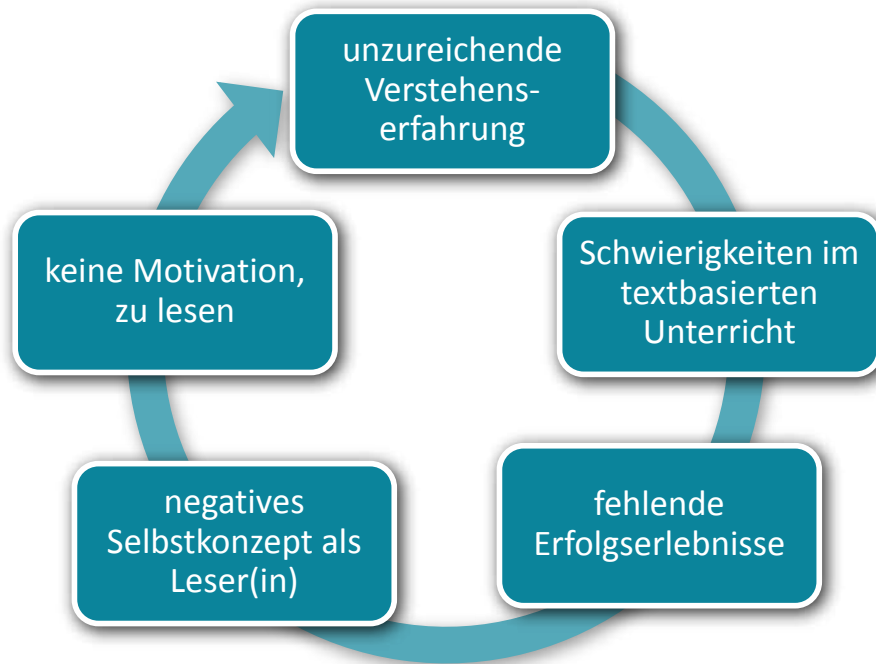 unzureichende
Verstehens-
erfahrung
Schwierigkeiten im
textbasierten
Unterricht
fehlende
Erfolgserlebnisse
negatives
Selbstkonzept als
Leser(in)
keine Motivation,
zu lesen